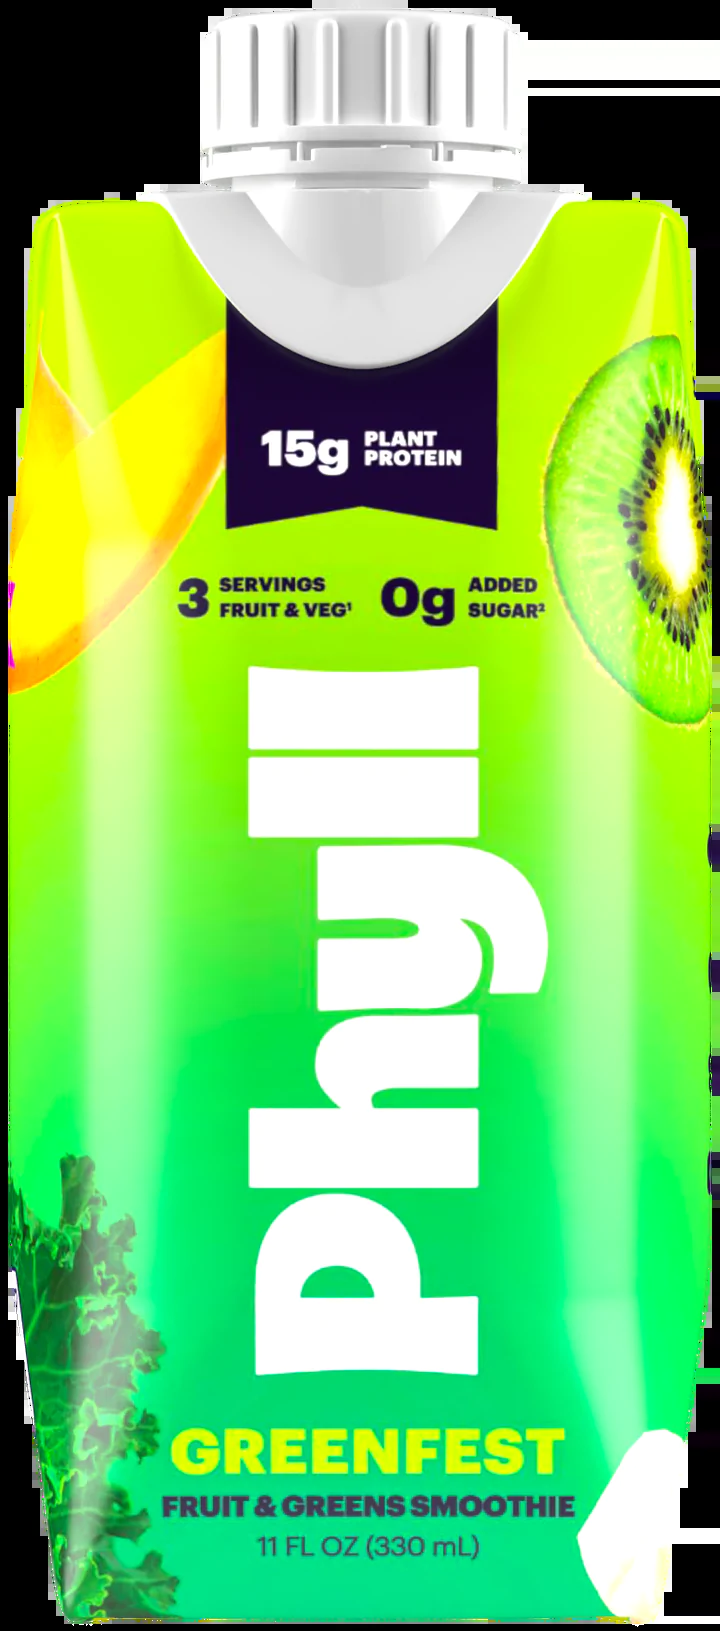 15g PLANT
PROTEIN
3 SERVINGS
FRUIT & VEG¹
0g ADDED
SUGAR²
Phyll
GREENFEST
FRUIT & GREENS SMOOTHIE
11 FL OZ (330 mL)